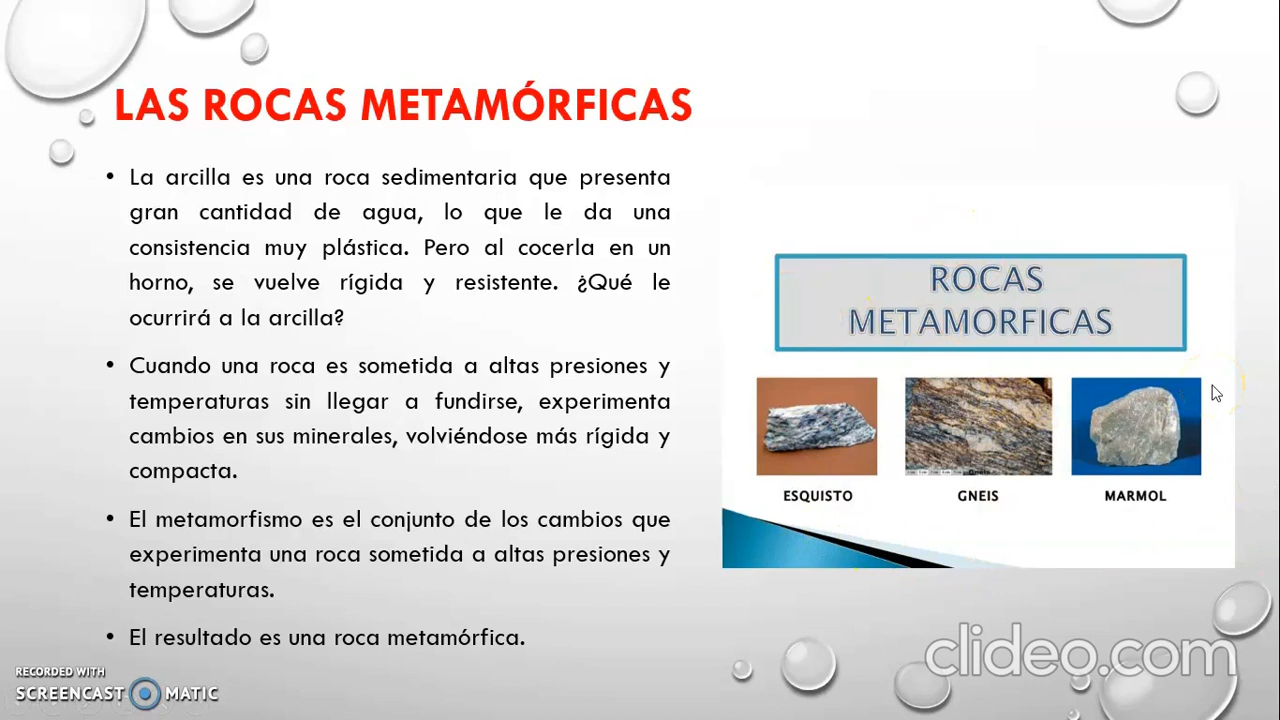 LAS ROCAS METAMÓRFICAS
• La arcilla es una roca sedimentaria que presenta
gran cantidad de agua, lo que le da una
consistencia muy plástica. Pero al cocerla en un
horno, se vuelve rígida y resistente. ¿Qué le
ocurrirá a la arcilla?
• Cuando una roca es sometida a altas presiones y
temperaturas sin llegar a fundirse, experimenta
cambios en sus minerales, volviéndose más rígida y
compacta.
• El metamorfismo es el conjunto de los cambios que
experimenta una roca sometida a altas presiones y
temperaturas.
• El resultado es una roca metamórfica.
ROCAS
METAMORFICAS
ESQUISTO
GNEIS
MARMOL
clideo.com
RECORDED WITH
SCREENCAST MATIC